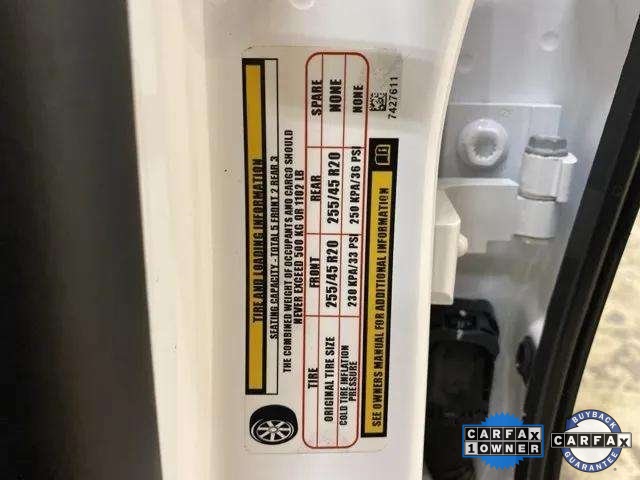 TIRE AND LOADING INFORMATION
SEATING CAPACITY - TOTAL 5 FRONT 2 REAR 3
THE COMBINED WEIGHT OF OCCUPANTS AND CARGO SHOULD
NEVER EXCEED 500 KG OR 1102 LB
TIRE FRONT REAR SPARE
ORIGINAL TIRE SIZE 255/45 R20 255/45 R20 NONE
COLD TIRE INFLATION
PRESSURE 230 KPA/33 PSI 250 KPA/36 PSI NONE
SEE OWNERS MANUAL FOR ADDITIONAL INFORMATION
7427611
CARFAX
1 OWNER
BUYBACK
CARFAX
GUARANTEE